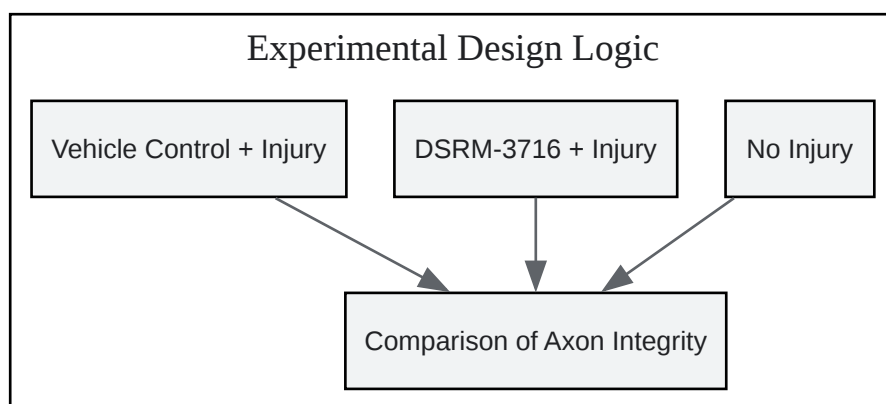 Experimental Design Logic
Vehicle Control + Injury
DSRM-3716 + Injury
No Injury
Comparison of Axon Integrity